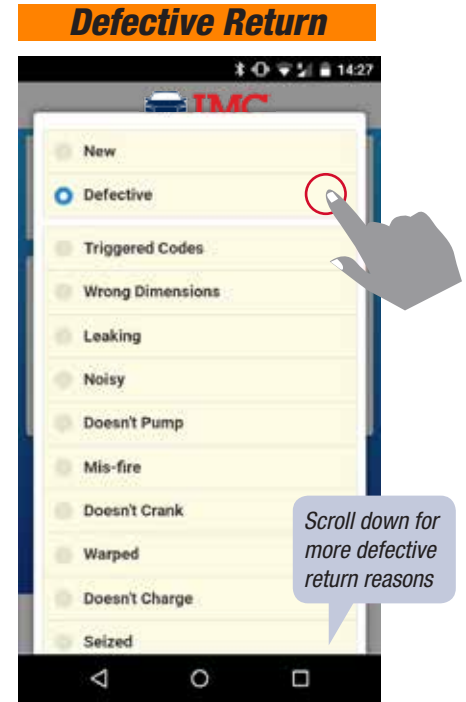 Defective Return
14:27
IMC
New
Defective
Triggered Codes
Wrong Dimensions
Leaking
Noisy
Doesn't Pump
Mis-fire
Doesn't Crank
Warped
Doesn't Charge
Seized
Scroll down for
more defective
return reasons